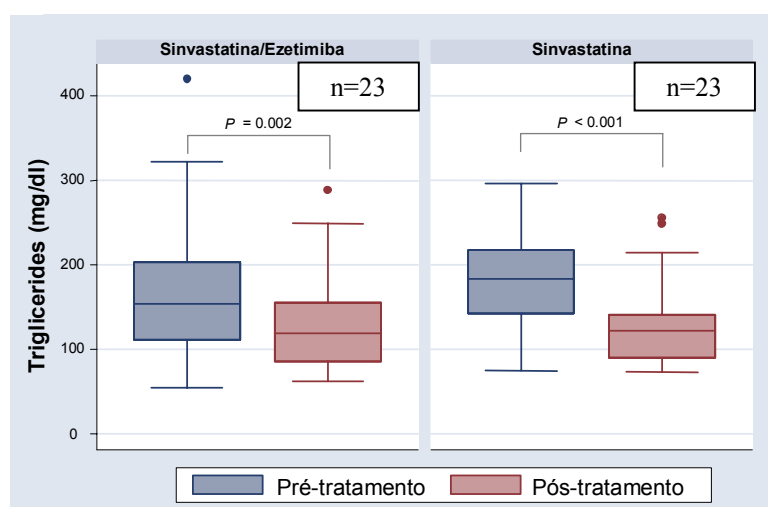 Sinvastatina/Ezetimiba
Sinvastatina
n=23
n=23
P = 0.002
P < 0.001
Triglicerides (mg/dl)
400
300
200
100
0
Pré-tratamento
Pós-tratamento